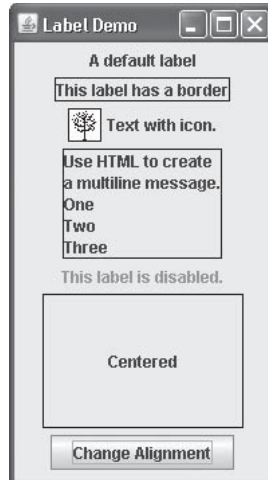 Label Demo
A default label
This label has a border
Text with icon.
Use HTML to create
a multiline message.
One
Two
Three
This label is disabled.
Centered
Change Alignment